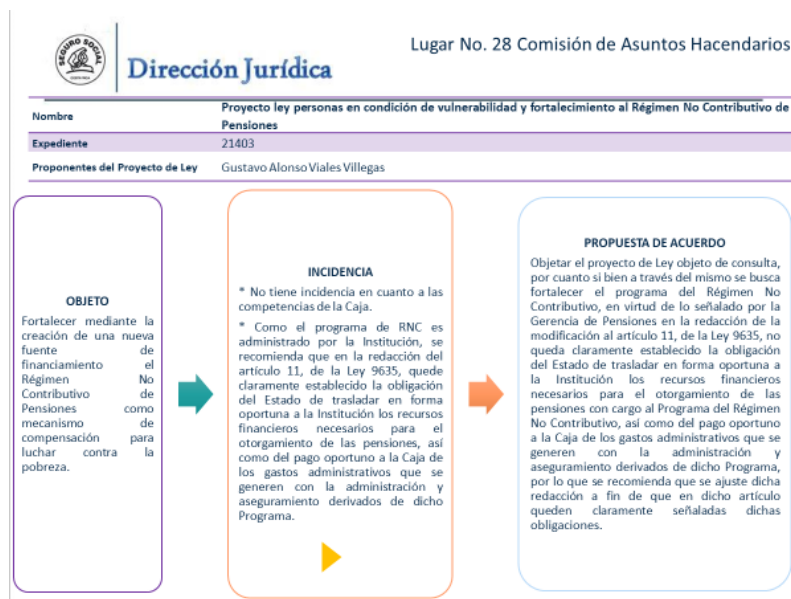 Lugar No. 28 Comisión de Asuntos Hacendarios
SEGURO SOCIAL
COSTA RICA
Dirección Jurídica
Nombre
Proyecto ley personas en condición de vulnerabilidad y fortalecimiento al Régimen No Contributivo de
Pensiones
Expediente
21403
Proponentes del Proyecto de Ley
Gustavo Alonso Viales Villegas
OBJETO
Fortalecer mediante la
creación de una nueva
fuente de
financiamiento el
Régimen No
Contributivo de
Pensiones como
mecanismo de
compensación para
luchar contra la
pobreza.
INCIDENCIA
* No tiene incidencia en cuanto a las
competencias de la Caja.
* Como el programa de RNC es
administrado por la Institución, se
recomienda que en la redacción del
artículo 11, de la Ley 9635, quede
claramente establecido la obligación
del Estado de trasladar en forma
oportuna a la Institución los recursos
financieros necesarios para el
otorgamiento de las pensiones, así
como del pago oportuno a la Caja de
los gastos administrativos que se
generen con la administración y
aseguramiento derivados de dicho
Programa.
PROPUESTA DE ACUERDO
Objetar el proyecto de Ley objeto de consulta,
por cuanto si bien a través del mismo se busca
fortalecer el programa del Régimen No
Contributivo, en virtud de lo señalado por la
Gerencia de Pensiones en la redacción de la
modificación al artículo 11, de la Ley 9635, no
queda claramente establecido la obligación
del Estado de trasladar en forma oportuna a
la Institución los recursos financieros
necesarios para el otorgamiento de las
pensiones con cargo al Programa del Régimen
No Contributivo, así como del pago oportuno
a la Caja de los gastos administrativos que se
generen con la administración y
aseguramiento derivados de dicho Programa,
por lo que se recomienda que se ajuste dicha
redacción a fin de que en dicho artículo
queden claramente señaladas dichas
obligaciones.